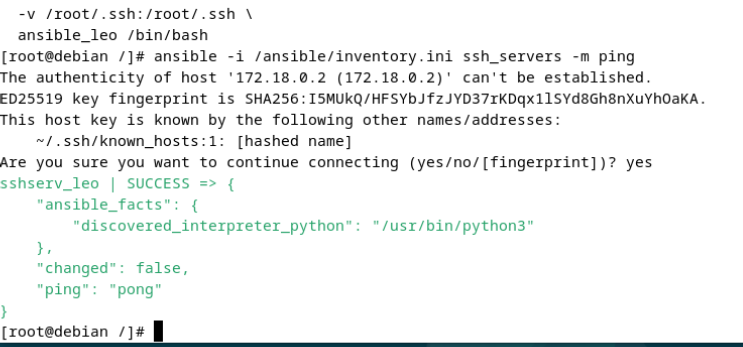 -v /root/.ssh:/root/.ssh \
ansible_leo /bin/bash
[root@debian /]# ansible -i /ansible/inventory.ini ssh_servers -m ping
The authenticity of host '172.18.0.2 (172.18.0.2)' can't be established.
ED25519 key fingerprint is SHA256:I5MUkQ/HFSYbJfzJYD37rKDqx1lSYd8Gh8nXuYhOaKA.
This host key is known by the following other names/addresses:
    ~/.ssh/known_hosts:1: [hashed name]
Are you sure you want to continue connecting (yes/no/[fingerprint])? yes
sshserv_leo | SUCCESS => {
    "ansible_facts": {
        "discovered_interpreter_python": "/usr/bin/python3"
    },
    "changed": false,
    "ping": "pong"
}
[root@debian /]#